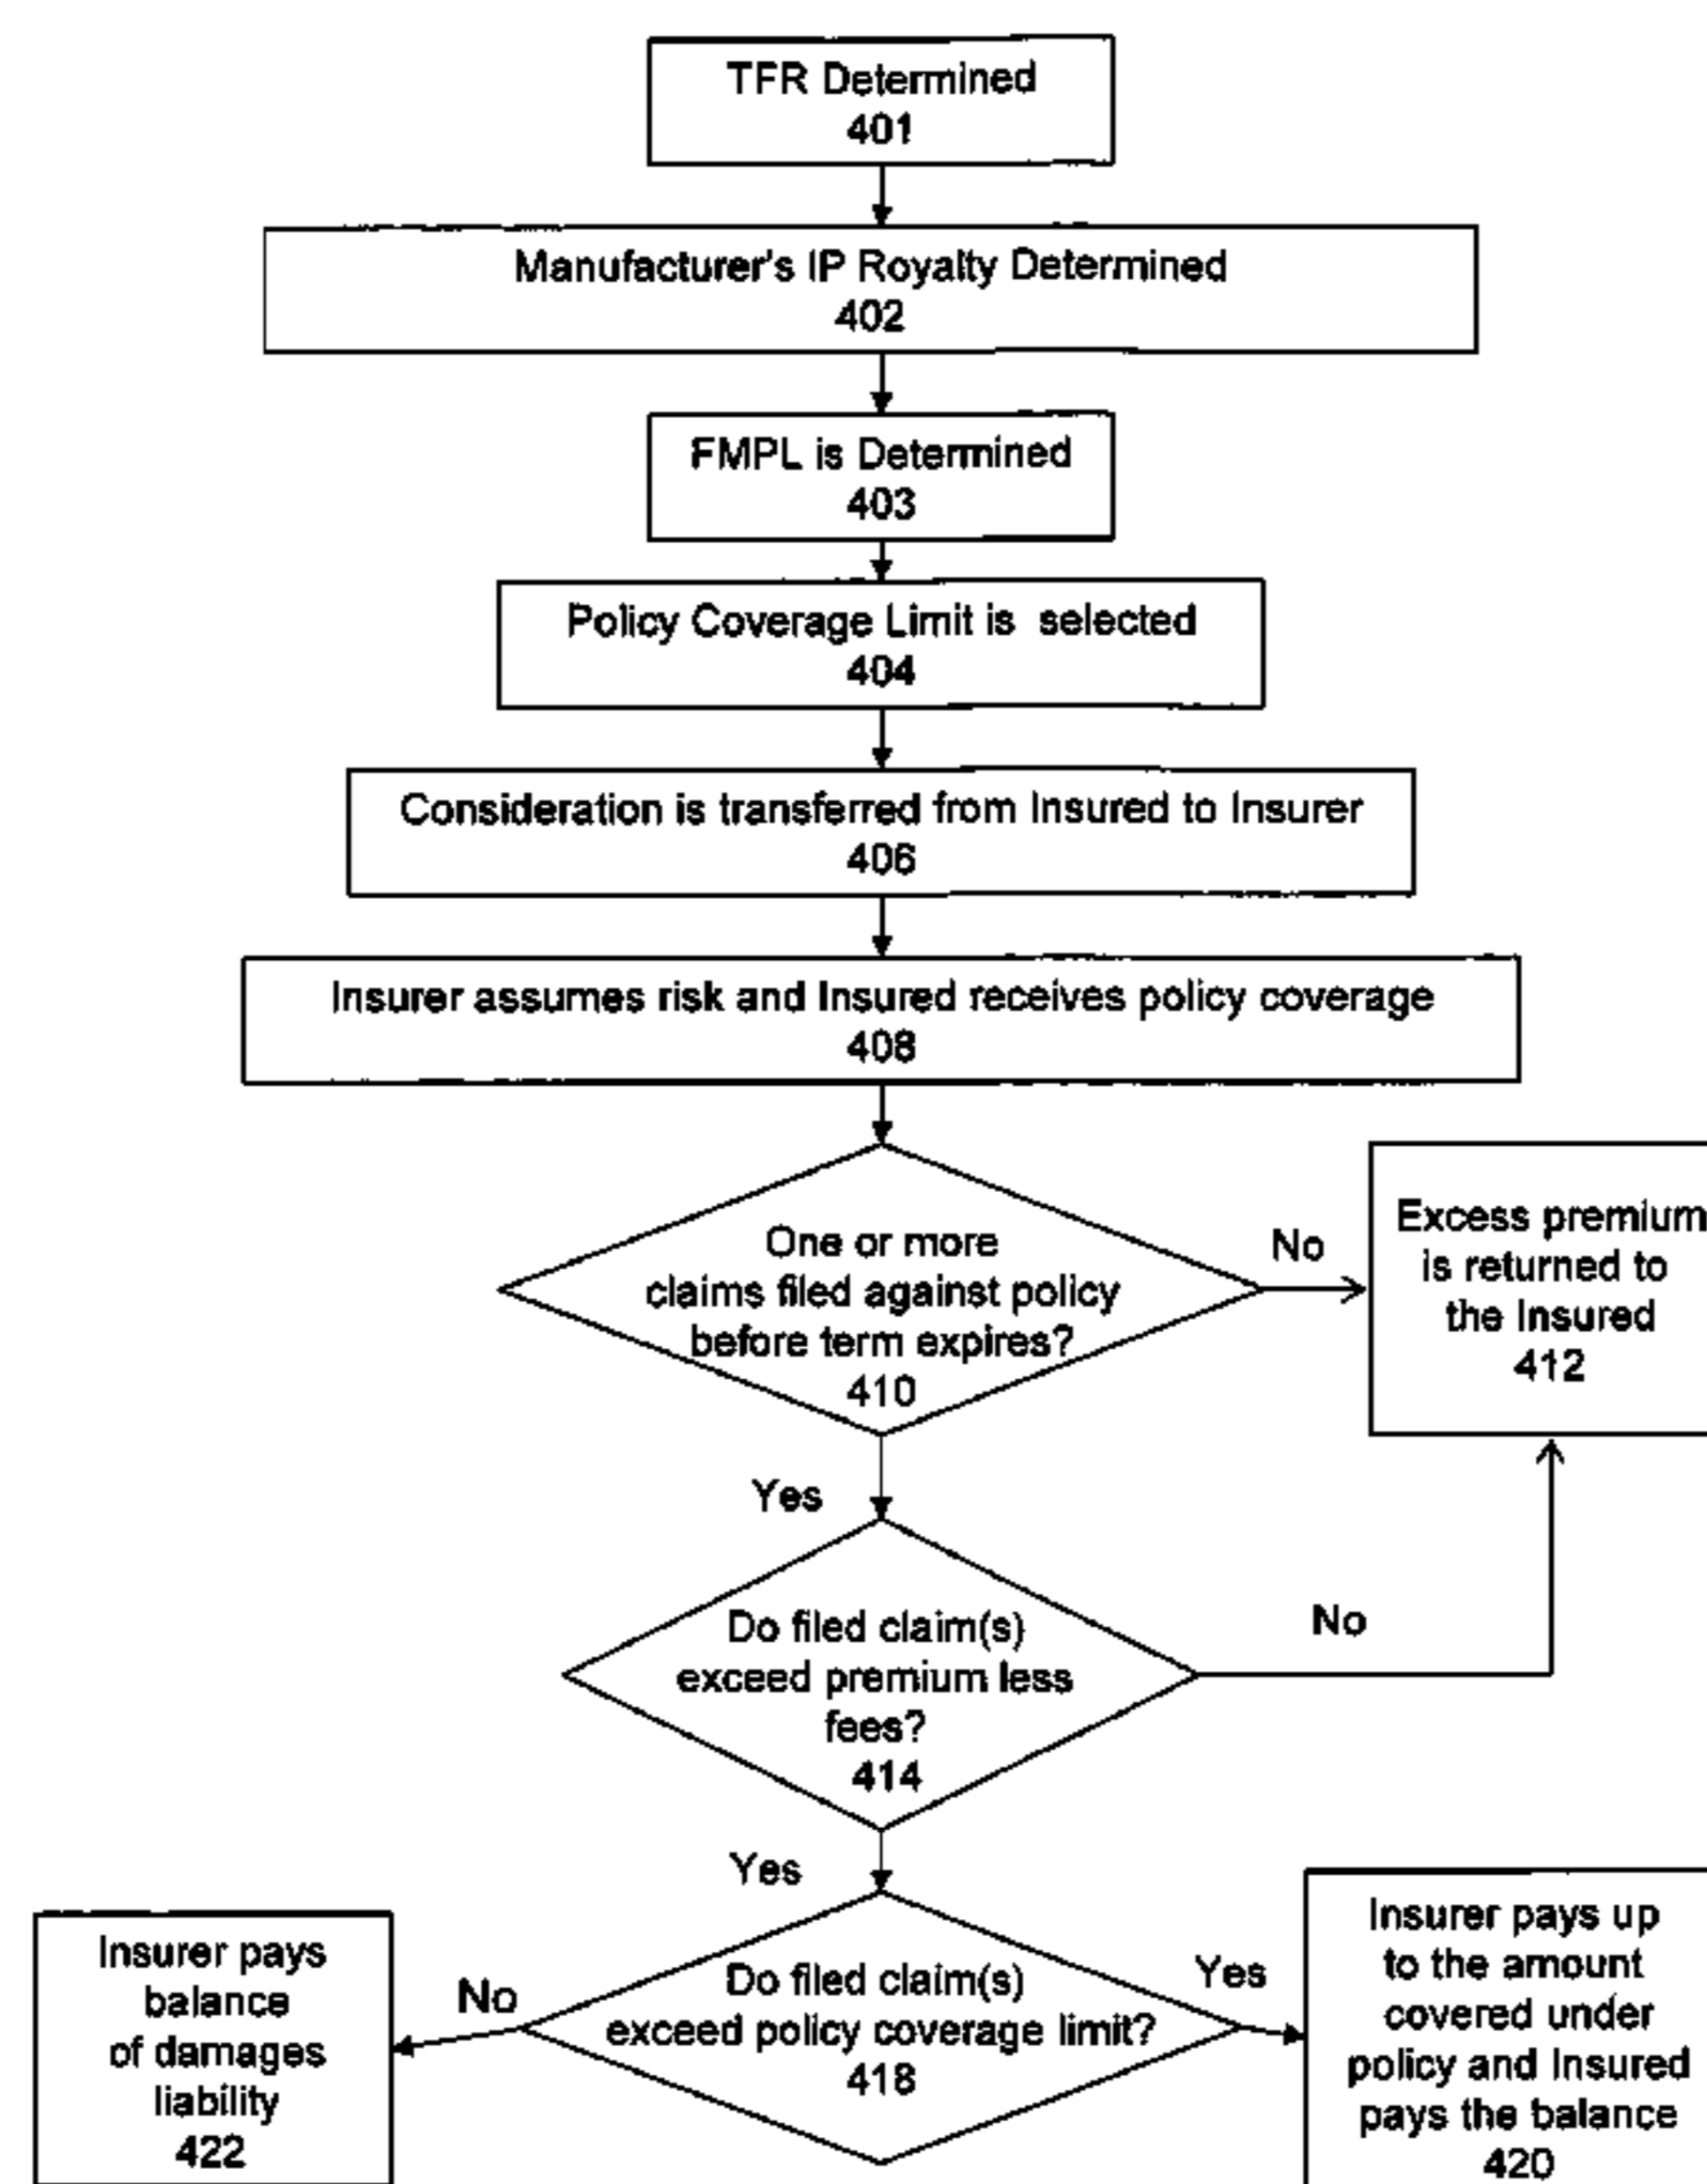 TFR Determined
401
Manufacturer's IP Royalty Determined
402
FMPL is Determined
403
Policy Coverage Limit is selected
404
Consideration is transferred from Insured to Insurer
406
Insurer assumes risk and Insured receives policy coverage
408
One or more
claims filed against policy
before term expires?
410
No
Excess premium
is returned to
the Insured
412
Yes
Do filed claim(s)
exceed premium less
fees?
414
No
Yes
Do filed claim(s)
exceed policy coverage limit?
418
No
Insurer pays
balance
of damages
liability
422
Yes
Insurer pays up
to the amount
covered under
policy and Insured
pays the balance
420